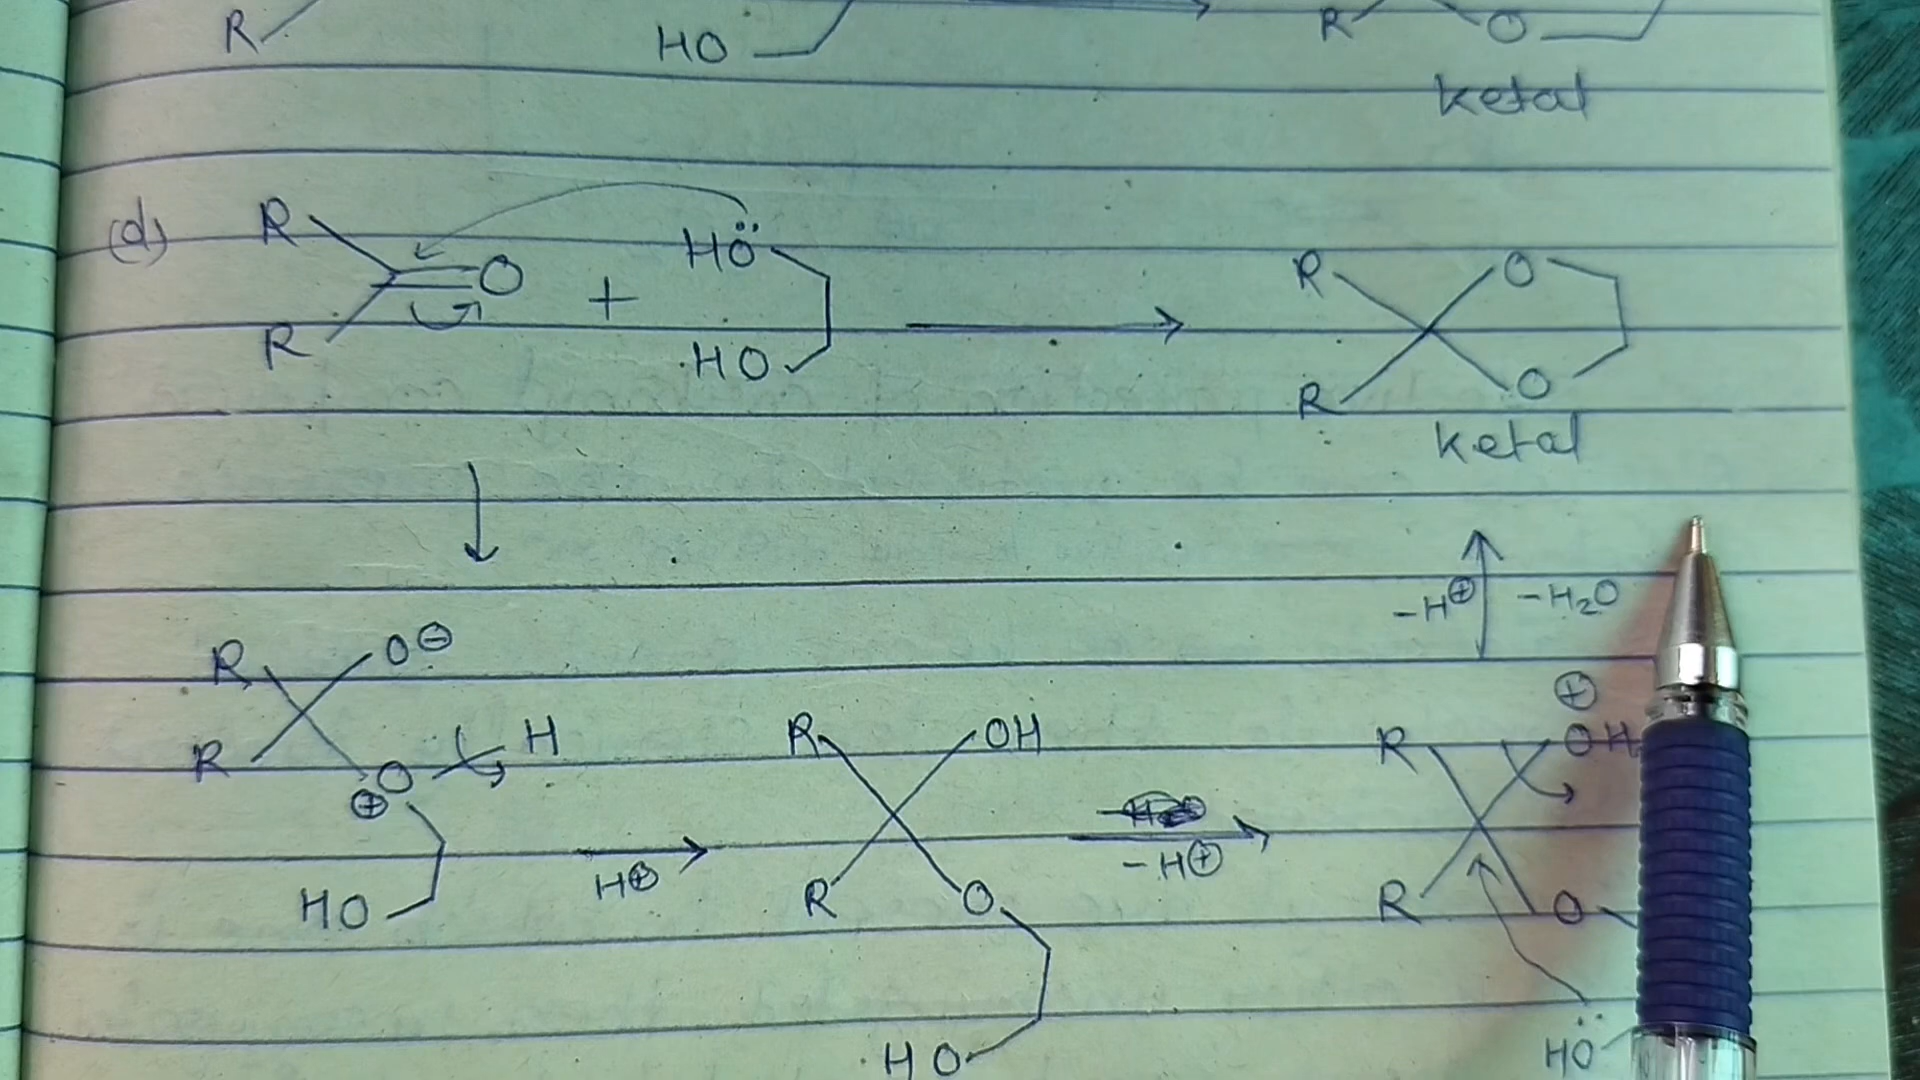 R HO R O
ketal
(d) R R O + HÖ HO R R O O
ketal
-H⊕ -H₂O
R R O⊖ O⊕ H HO
H⊕
R R OH O HO
-H⊕
R R ⊕ OH O HÖ